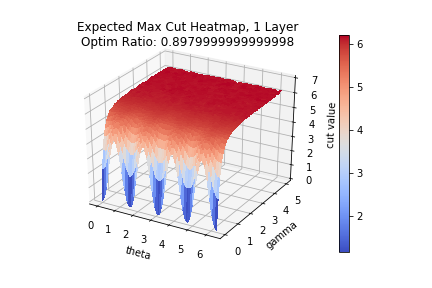 Expected Max Cut Heatmap, 1 Layer
Optim Ratio: 0.8979999999999998
0 1 2 3 4 5 6
theta
0 1 2 3 4 5
gamma
7
6
5
4
3
2
1
0
cut value
6
5
4
3
2